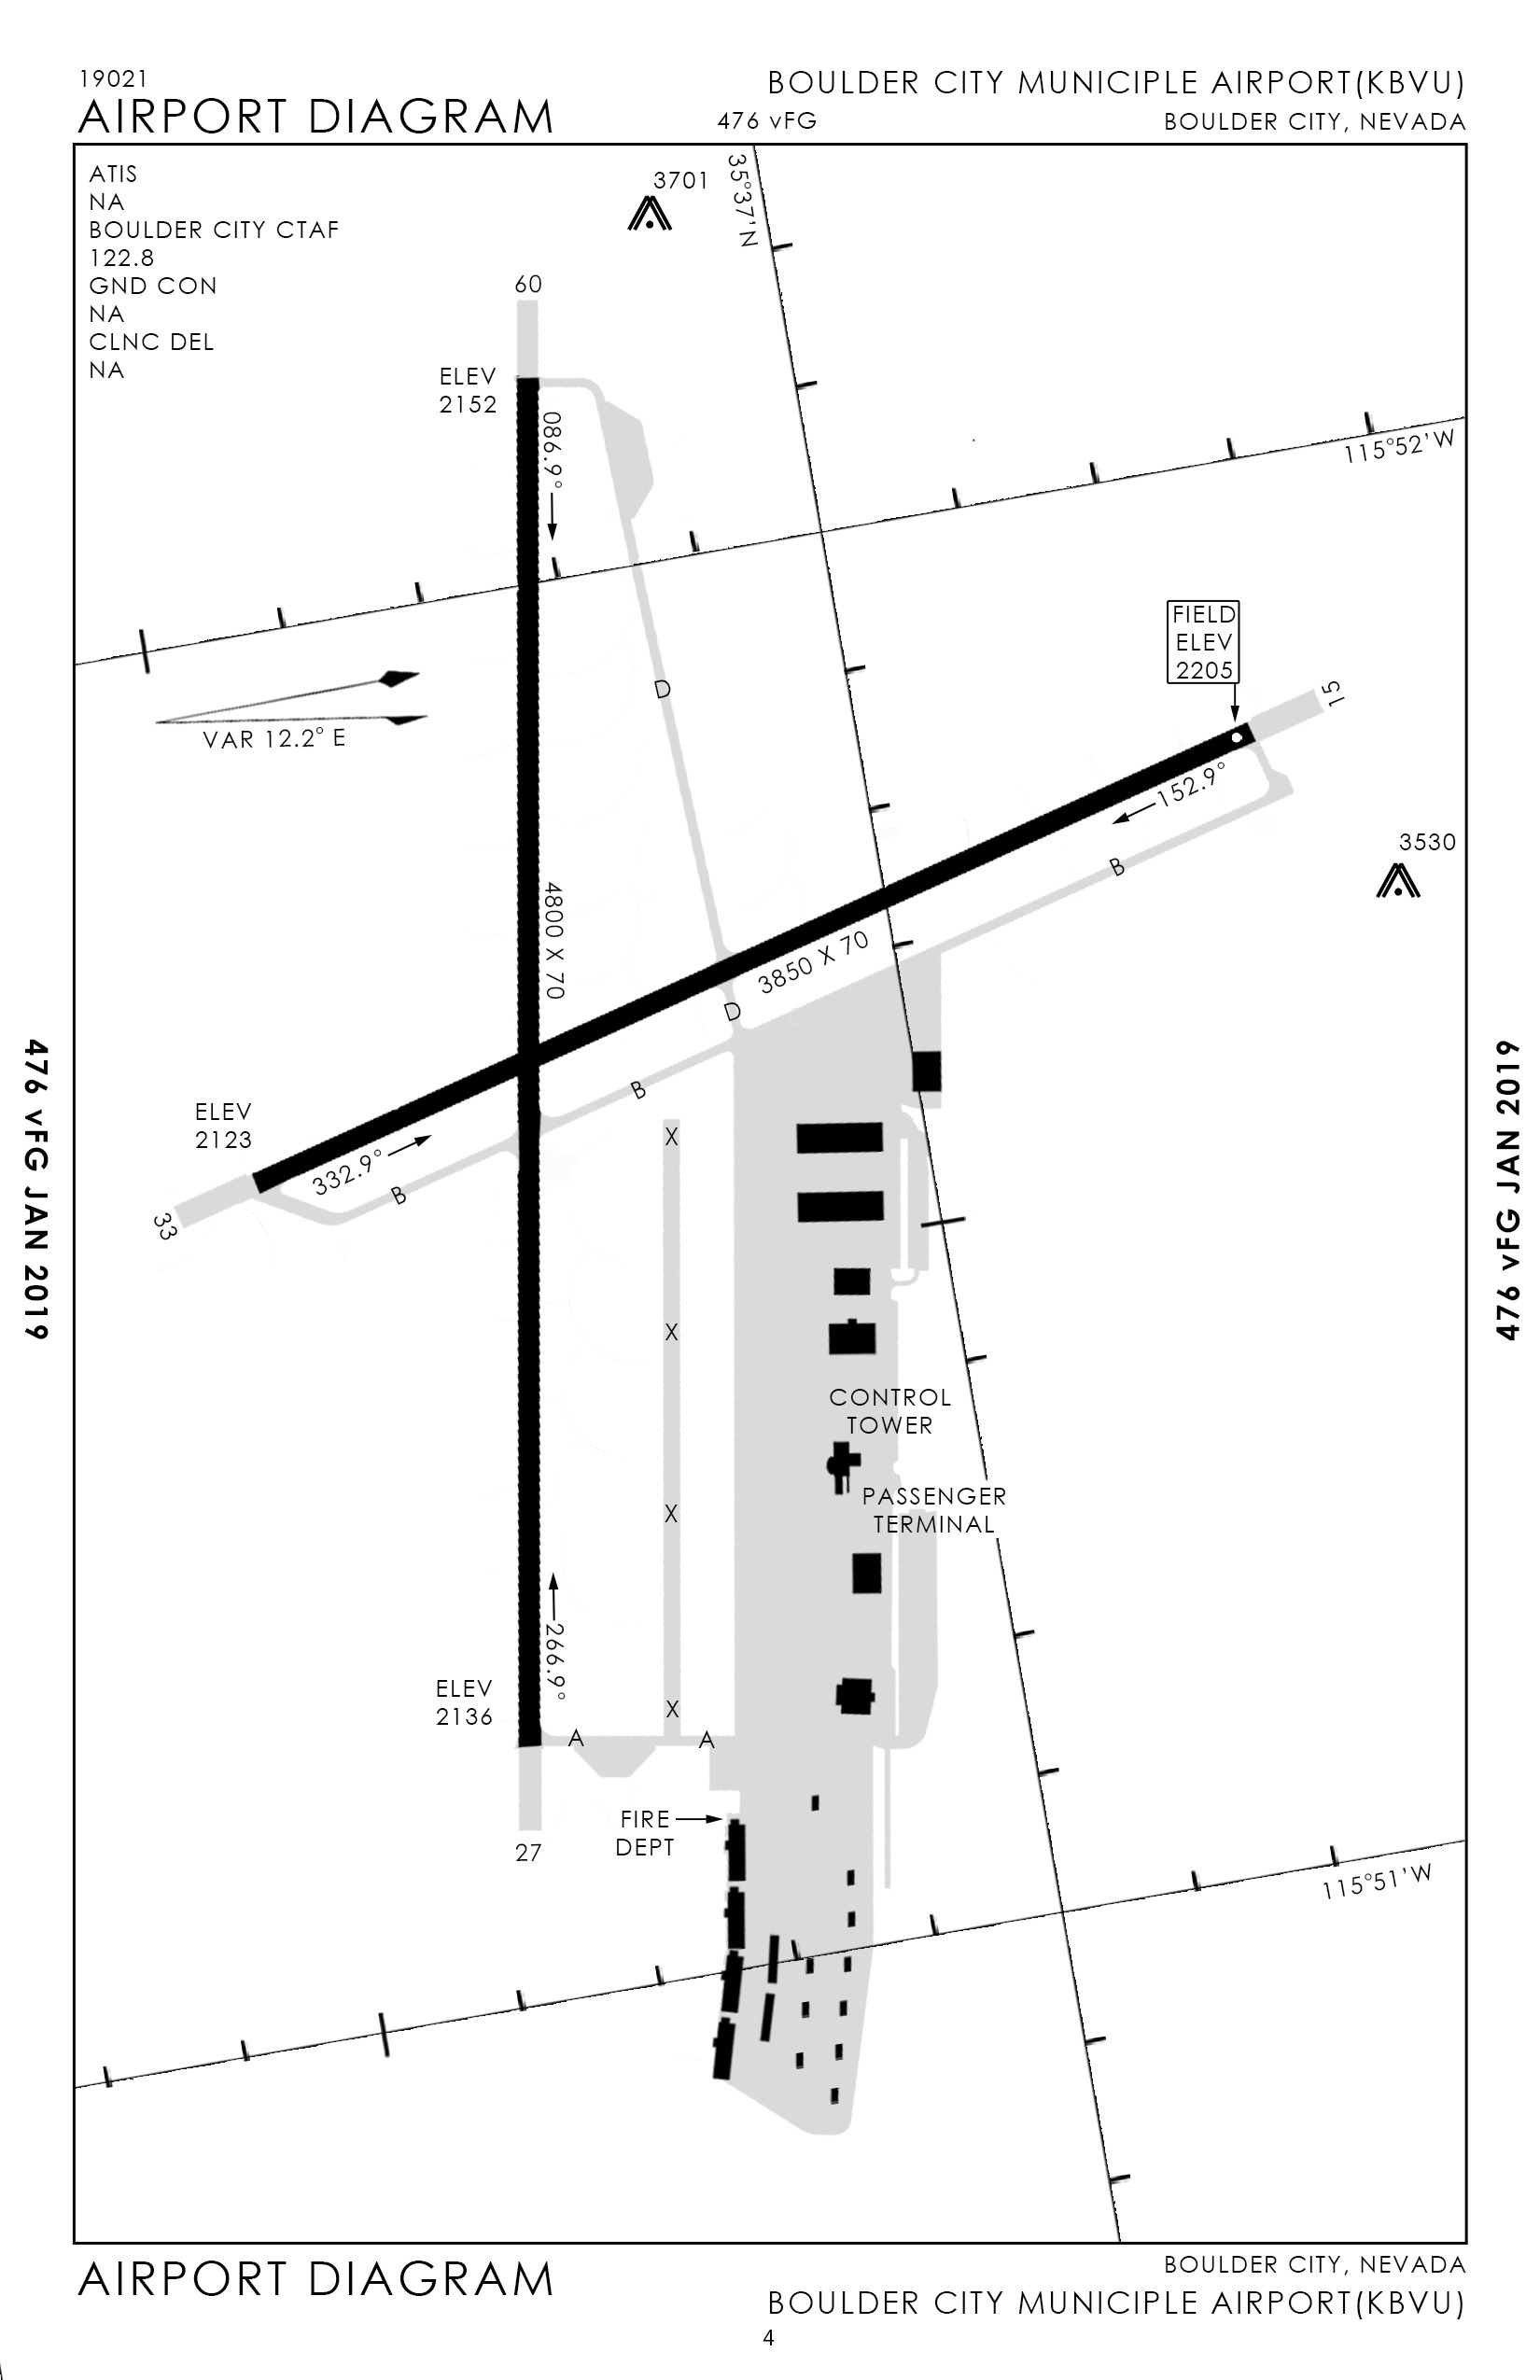 19021
AIRPORT DIAGRAM
476 vFG
BOULDER CITY MUNICIPLE AIRPORT(KBVU)
BOULDER CITY, NEVADA
ATIS
NA
BOULDER CITY CTAF
122.8
GND CON
NA
CLNC DEL
NA
3701
35°37'N
60
ELEV
2152
086.9°
115°52'W
FIELD
ELEV
2205
15
D
VAR 12.2° E
152.9°
B
3530
4800 X 70
3850 X 70
D
B
ELEV
2123
332.9°
B
33
X
X
CONTROL
TOWER
PASSENGER
TERMINAL
X
266.9°
ELEV
2136
X
A
A
FIRE
DEPT
27
115°51'W
476 vFG JAN 2019
476 vFG JAN 2019
AIRPORT DIAGRAM
BOULDER CITY, NEVADA
BOULDER CITY MUNICIPLE AIRPORT(KBVU)
4